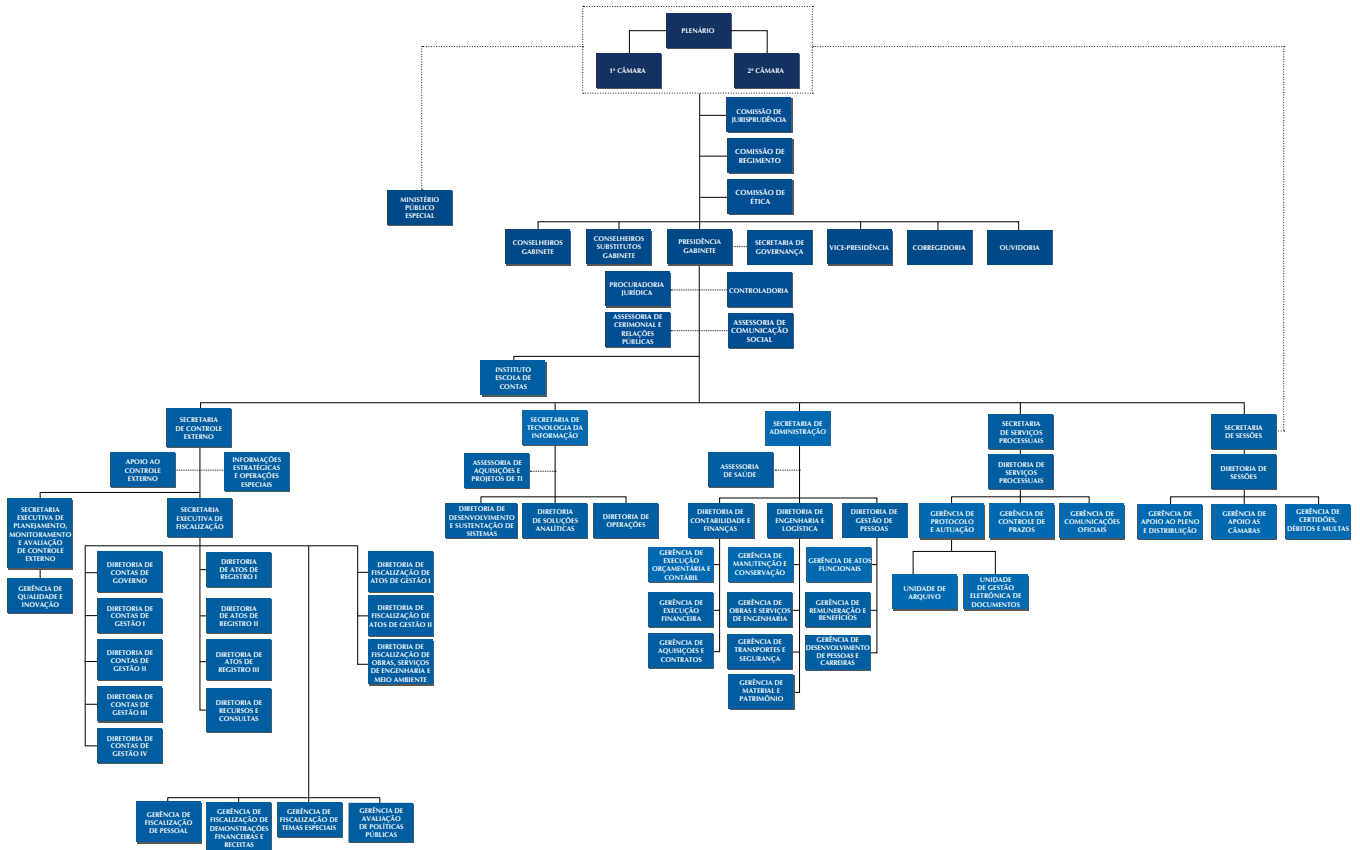 PLENÁRIO
1ª CÂMARA
2ª CÂMARA
COMISSÃO DE
JURISPRUDÊNCIA
COMISSÃO DE
REGIMENTO
COMISSÃO DE
ÉTICA
MINISTÉRIO
PÚBLICO
ESPECIAL
CONSELHEIROS
GABINETE
CONSELHEIROS
SUBSTITUTOS
GABINETE
PRESIDÊNCIA
GABINETE
SECRETARIA DE
GOVERNANÇA
VICE-PRESIDÊNCIA
CORREGEDORIA
OUVIDORIA
PROCURADORIA
JURÍDICA
CONTROLADORIA
ASSESSORIA DE
CERIMONIAL E
RELAÇÕES
PÚBLICAS
ASSESSORIA DE
COMUNICAÇÃO
SOCIAL
INSTITUTO
ESCOLA DE
CONTAS
SECRETARIA
DE CONTROLE
EXTERNO
SECRETARIA DE
TECNOLOGIA DA
INFORMAÇÃO
SECRETARIA DE
ADMINISTRAÇÃO
SECRETARIA
DE SERVIÇOS
PROCESSUAIS
SECRETARIA
DE SESSÕES
APOIO AO
CONTROLE
EXTERNO
INFORMAÇÕES
ESTRATÉGICAS
E OPERAÇÕES
ESPECIAIS
ASSESSORIA DE
AQUISIÇÕES E
PROJETOS DE TI
ASSESSORIA
DE SAÚDE
DIRETORIA DE
SERVIÇOS
PROCESSUAIS
DIRETORIA DE
SESSÕES
SECRETARIA
EXECUTIVA DE
PLANEJAMENTO,
MONITORAMENTO
E AVALIAÇÃO
DE CONTROLE
EXTERNO
SECRETARIA
EXECUTIVA DE
FISCALIZAÇÃO
DIRETORIA DE
DESENVOLVIMENTO
E SUSTENTAÇÃO DE
SISTEMAS
DIRETORIA
DE SOLUÇÕES
ANALÍTICAS
DIRETORIA DE
OPERAÇÕES
DIRETORIA DE
CONTABILIDADE E
FINANÇAS
DIRETORIA DE
ENGENHARIA E
LOGÍSTICA
DIRETORIA DE
GESTÃO DE
PESSOAS
GERÊNCIA DE
PROTOCOLO
E AUTUAÇÃO
GERÊNCIA DE
CONTROLE DE
PRAZOS
GERÊNCIA DE
COMUNICAÇÕES
OFICIAIS
GERÊNCIA DE
APOIO AO PLENO
E DISTRIBUIÇÃO
GERÊNCIA DE
APOIO AS
CÂMARAS
GERÊNCIA DE
CERTIDÕES,
DÉBITOS E MULTAS
GERÊNCIA DE
QUALIDADE E
INOVAÇÃO
DIRETORIA DE
CONTAS DE
GOVERNO
DIRETORIA
DE ATOS DE
REGISTRO I
DIRETORIA DE
FISCALIZAÇÃO DE
ATOS DE GESTÃO I
GERÊNCIA DE
EXECUÇÃO
ORÇAMENTÁRIA E
CONTÁBIL
GERÊNCIA DE
MANUTENÇÃO E
CONSERVAÇÃO
GERÊNCIA DE ATOS
FUNCIONAIS
UNIDADE DE
ARQUIVO
UNIDADE
DE GESTÃO
ELETRÔNICA DE
DOCUMENTOS
DIRETORIA DE
CONTAS DE
GESTÃO I
DIRETORIA
DE ATOS DE
REGISTRO II
DIRETORIA DE
FISCALIZAÇÃO DE
ATOS DE GESTÃO II
GERÊNCIA DE
EXECUÇÃO
FINANCEIRA
GERÊNCIA DE
OBRAS E SERVIÇOS
DE ENGENHARIA
GERÊNCIA DE
REMUNERAÇÃO E
BENEFÍCIOS
DIRETORIA DE
CONTAS DE
GESTÃO II
DIRETORIA DE
ATOS DE
REGISTRO III
DIRETORIA DE
FISCALIZAÇÃO DE
OBRAS, SERVIÇOS
DE ENGENHARIA E
MEIO AMBIENTE
GERÊNCIA DE
AQUISIÇÕES E
CONTRATOS
GERÊNCIA DE
TRANSPORTES E
SEGURANÇA
GERÊNCIA DE
DESENVOLVIMENTO
DE PESSOAS E
CARREIRAS
DIRETORIA DE
CONTAS DE
GESTÃO III
DIRETORIA DE
RECURSOS E
CONSULTAS
GERÊNCIA DE
MATERIAL E
PATRIMÔNIO
DIRETORIA DE
CONTAS DE
GESTÃO IV
GERÊNCIA DE
FISCALIZAÇÃO
DE PESSOAL
GERÊNCIA DE
FISCALIZAÇÃO DE
DEMONSTRAÇÕES
FINANCEIRAS E
RECEITAS
GERÊNCIA DE
FISCALIZAÇÃO DE
TEMAS ESPECIAIS
GERÊNCIA DE
AVALIAÇÃO
DE POLÍTICAS
PÚBLICAS